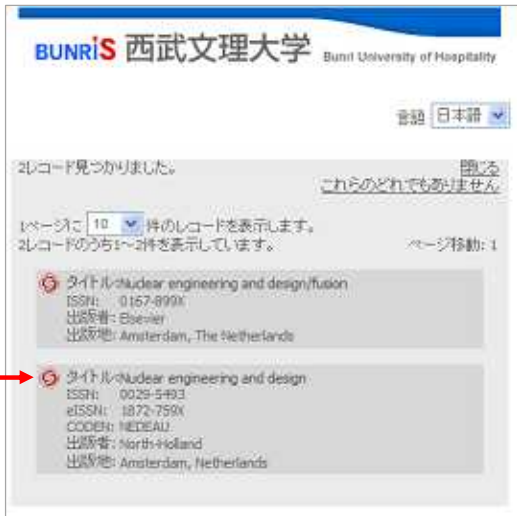 BUNRiS 西武文理大学 Bunri University of Hospitality
言語 日本語
2レコード見つかりました。
閉じる
これらのどれでもありません
1ページに 10 件のレコードを表示します。
2レコードのうち1~2件を表示しています。
ページ移動: 1
タイトル:Nuclear engineering and design/fusion
ISSN: 0167-899X
出版者: Elsevier
出版地: Amsterdam, The Netherlands
タイトル:Nuclear engineering and design
ISSN: 0029-5493
eISSN: 1872-759X
CODEN: NEDEAU
出版者: North-Holland
出版地: Amsterdam, Netherlands